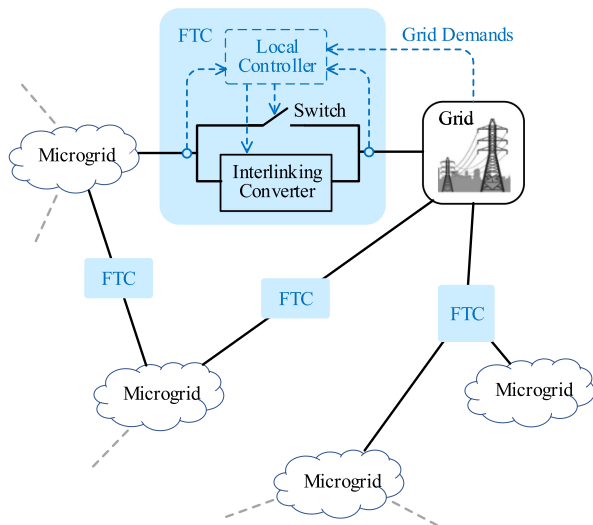 FTC
Local
Controller
Grid Demands
Switch
Grid
Microgrid
Interlinking
Converter
FTC
FTC
FTC
Microgrid
Microgrid
Microgrid